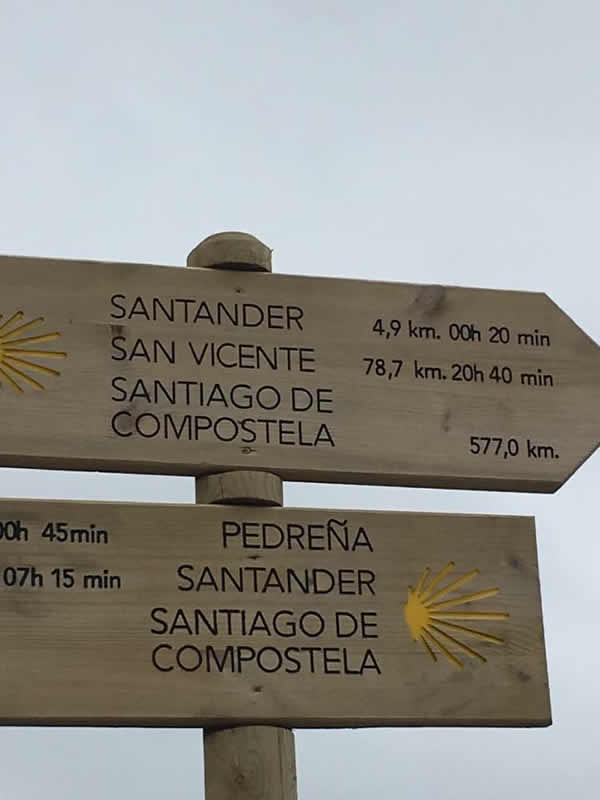 SANTANDER 4,9 km. 00h 20 min
SAN VICENTE 78,7 km. 20h 40 min
SANTIAGO DE
COMPOSTELA 577,0 km.
00h 45min PEDREÑA
07h 15 min SANTANDER
SANTIAGO DE
COMPOSTELA